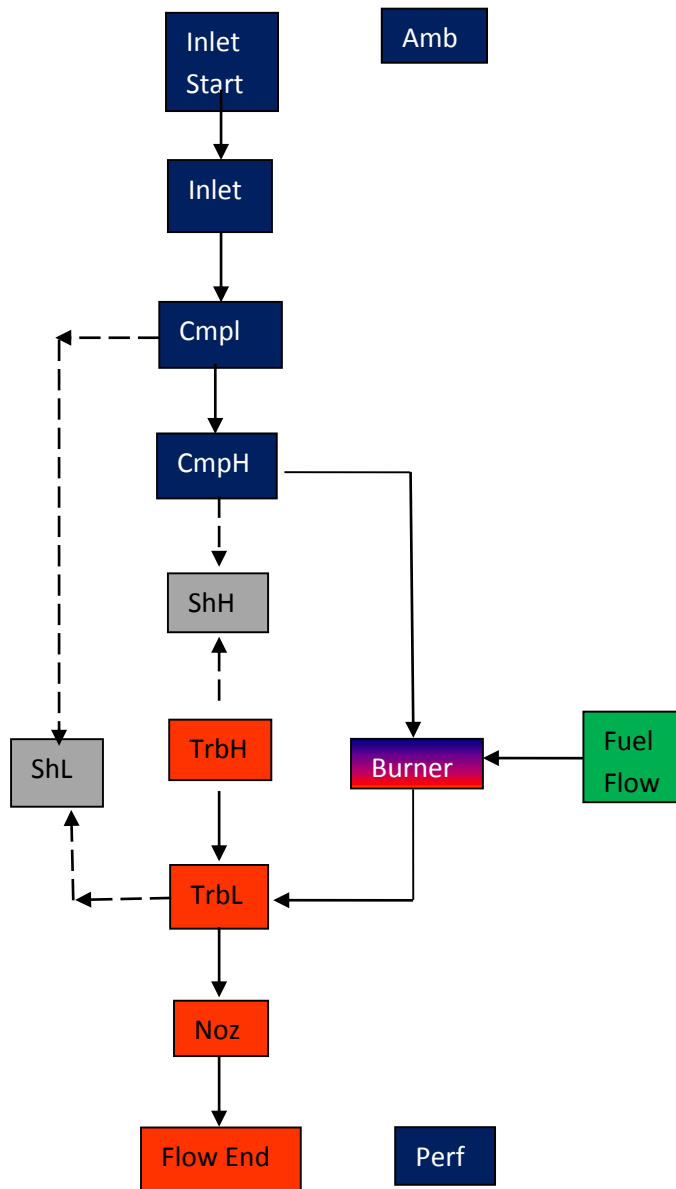 Inlet
Start
Amb
Inlet
Cmpl
CmpH
ShH
TrbH
Burner
Fuel
Flow
ShL
TrbL
Noz
Flow End
Perf